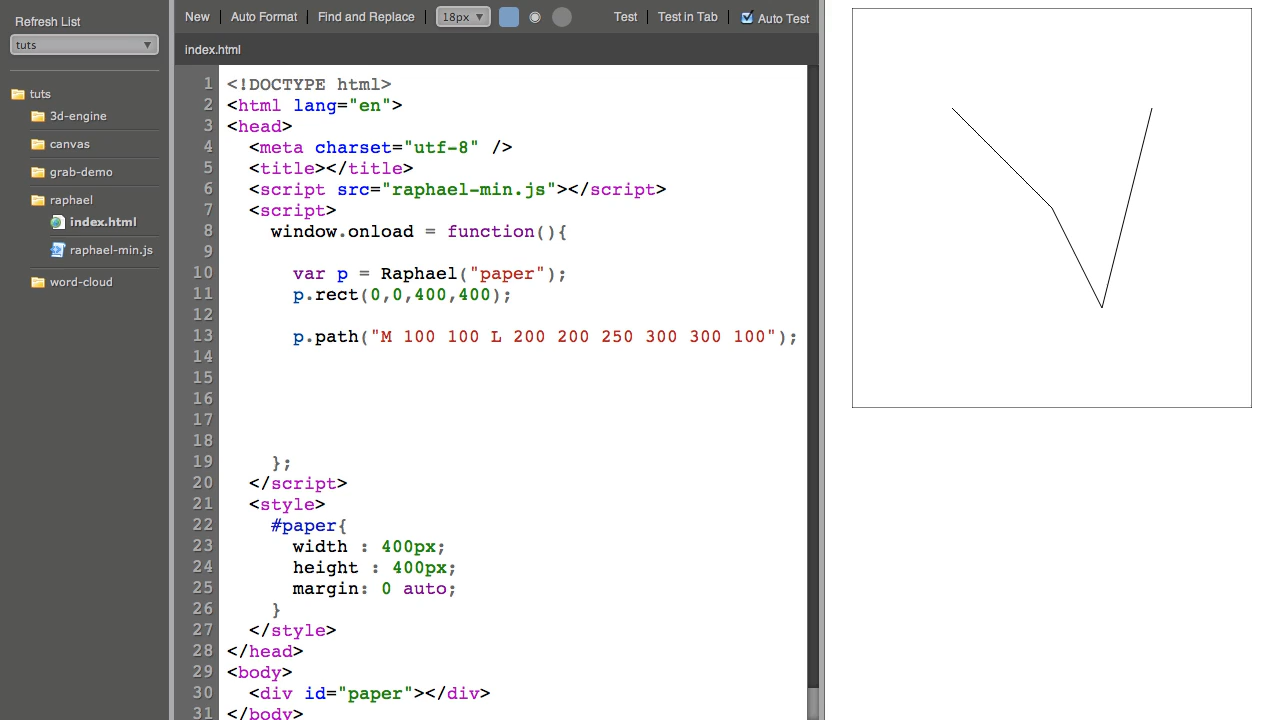 Refresh List
tuts
tuts
3d-engine
canvas
grab-demo
raphael
index.html
raphael-min.js
word-cloud
New Auto Format Find and Replace 18px Test Test in Tab Auto Test
index.html
1 <!DOCTYPE html>
2 <html lang="en">
3 <head>
4 <meta charset="utf-8" />
5 <title></title>
6 <script src="raphael-min.js"></script>
7 <script>
8 window.onload = function(){
9
10 var p = Raphael("paper");
11 p.rect(0,0,400,400);
12
13 p.path("M 100 100 L 200 200 250 300 300 100");
14
15
16
17
18
19 };
20 </script>
21 <style>
22 #paper{
23 width : 400px;
24 height : 400px;
25 margin: 0 auto;
26 }
27 </style>
28 </head>
29 <body>
30 <div id="paper"></div>
31 </body>